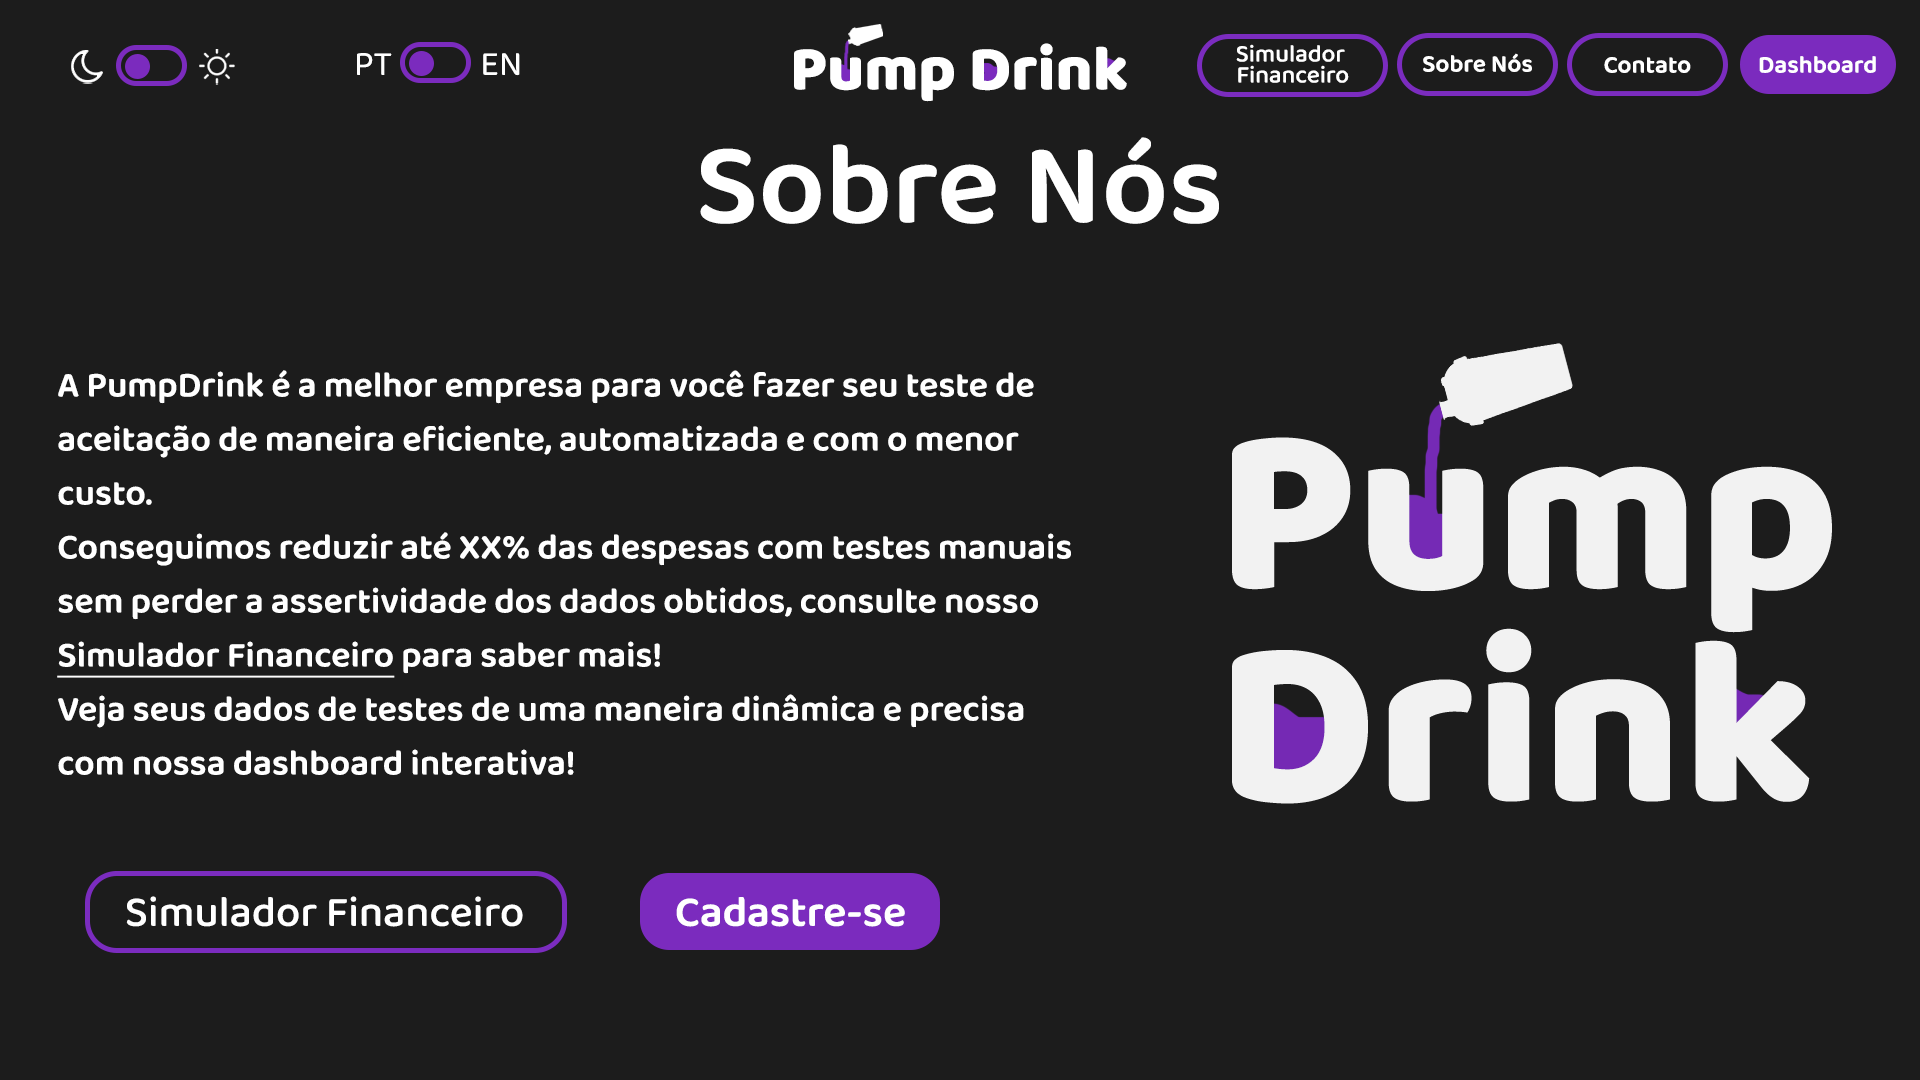 PT EN
Pump Drink
Simulador
Financeiro
Sobre Nós
Contato
Dashboard
Sobre Nós
A PumpDrink é a melhor empresa para você fazer seu teste de
aceitação de maneira eficiente, automatizada e com o menor
custo.
Conseguimos reduzir até XX% das despesas com testes manuais
sem perder a assertividade dos dados obtidos, consulte nosso
Simulador Financeiro para saber mais!
Veja seus dados de testes de uma maneira dinâmica e precisa
com nossa dashboard interativa!
Pump
Drink
Simulador Financeiro
Cadastre-se